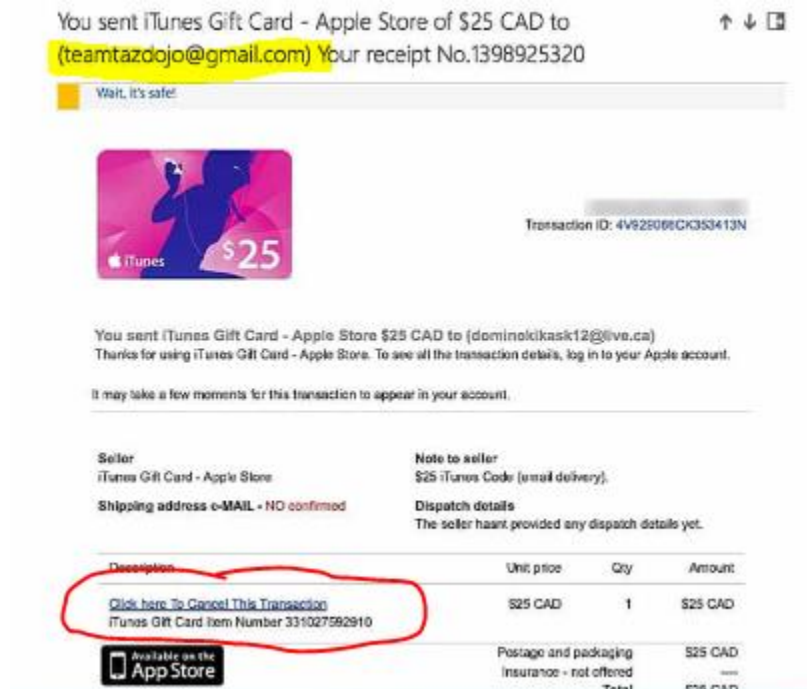 You sent iTunes Gift Card - Apple Store of $25 CAD to
(teamtazdojo@gmail.com) Your receipt No.1398925320
Wait, it's safe!
iTunes
$25
Transaction ID: 4V929066CK353413N
You sent iTunes Gift Card - Apple Store $25 CAD to (dominokikask12@live.ca)
Thanks for using iTunes Gift Card - Apple Store. To see all the transaction details, log in to your Apple account.
It may take a few moments for this transaction to appear in your account.
Seller
iTunes Gift Card - Apple Store
Note to seller
$25 iTunes Code (email delivery).
Shipping address e-MAIL - NO confirmed
Dispatch details
The seller hasnt provided any dispatch details yet.
Description Unit price Qty Amount
Click here To Cancel This Transaction $25 CAD 1 $25 CAD
iTunes Gift Card Item Number 331027592910
Available on the
App Store
Postage and packaging $25 CAD
Insurance - not offered ----
Total $25 CAD